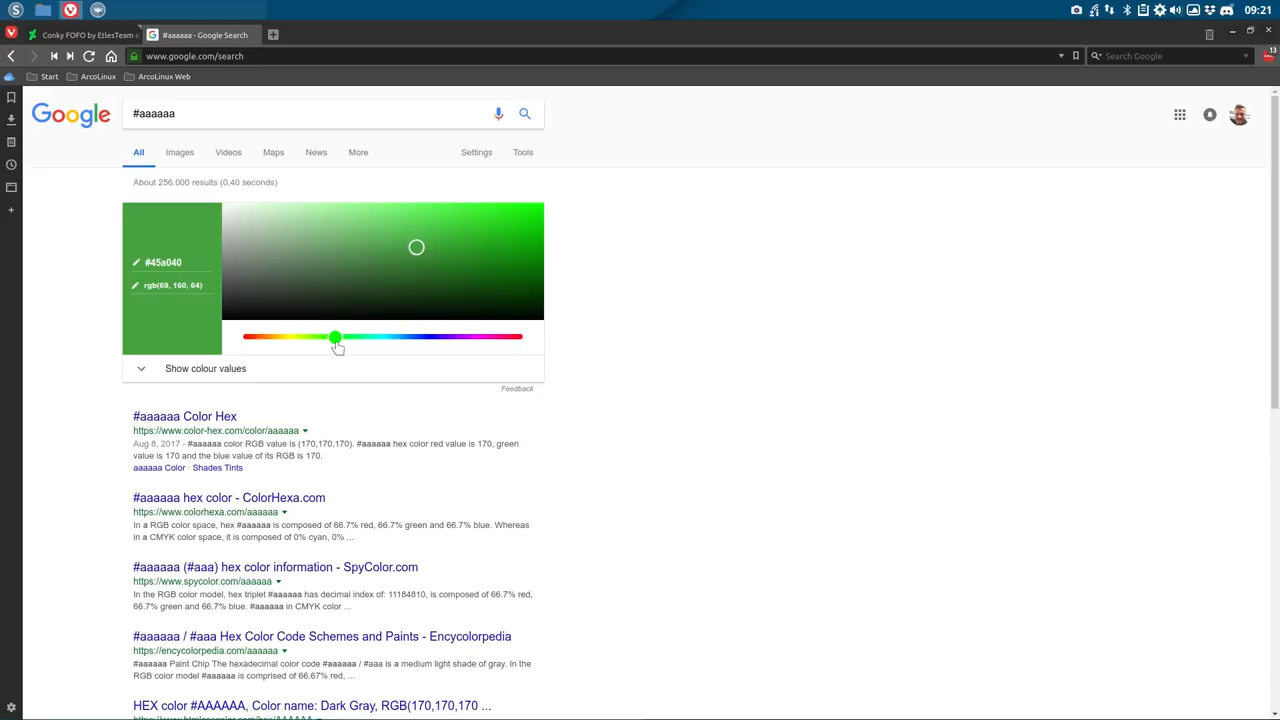 09:21
Conky FOFO by EtlesTeam o
#aaaaaa - Google Search
www.google.com/search
Search Google
13
Start
ArcoLinux
ArcoLinux Web
Google
#aaaaaa
All
Images
Videos
Maps
News
More
Settings
Tools
About 256.000 results (0,40 seconds)
#45a040
rgb(69, 160, 64)
Show colour values
Feedback
#aaaaaa Color Hex
https://www.color-hex.com/color/aaaaaa
Aug 8, 2017 - #aaaaaa color RGB value is (170,170,170). #aaaaaa hex color red value is 170, green
value is 170 and the blue value of its RGB is 170.
aaaaaa Color · Shades Tints
#aaaaaa hex color - ColorHexa.com
https://www.colorhexa.com/aaaaaa
In a RGB color space, hex #aaaaaa is composed of 66.7% red, 66.7% green and 66.7% blue. Whereas
in a CMYK color space, it is composed of 0% cyan, 0% ...
#aaaaaa (#aaa) hex color information - SpyColor.com
https://www.spycolor.com/aaaaaa
In the RGB color model, hex triplet #aaaaaa has decimal index of: 11184810, is composed of 66.7% red,
66.7% green and 66.7% blue. #aaaaaa in CMYK color ...
#aaaaaa / #aaa Hex Color Code Schemes and Paints - Encycolorpedia
https://encycolorpedia.com/aaaaaa
#aaaaaa Paint Chip The hexadecimal color code #aaaaaa / #aaa is a medium light shade of gray. In the
RGB color model #aaaaaa is comprised of 66.67% red, ...
HEX color #AAAAAA, Color name: Dark Gray, RGB(170,170,170 ...